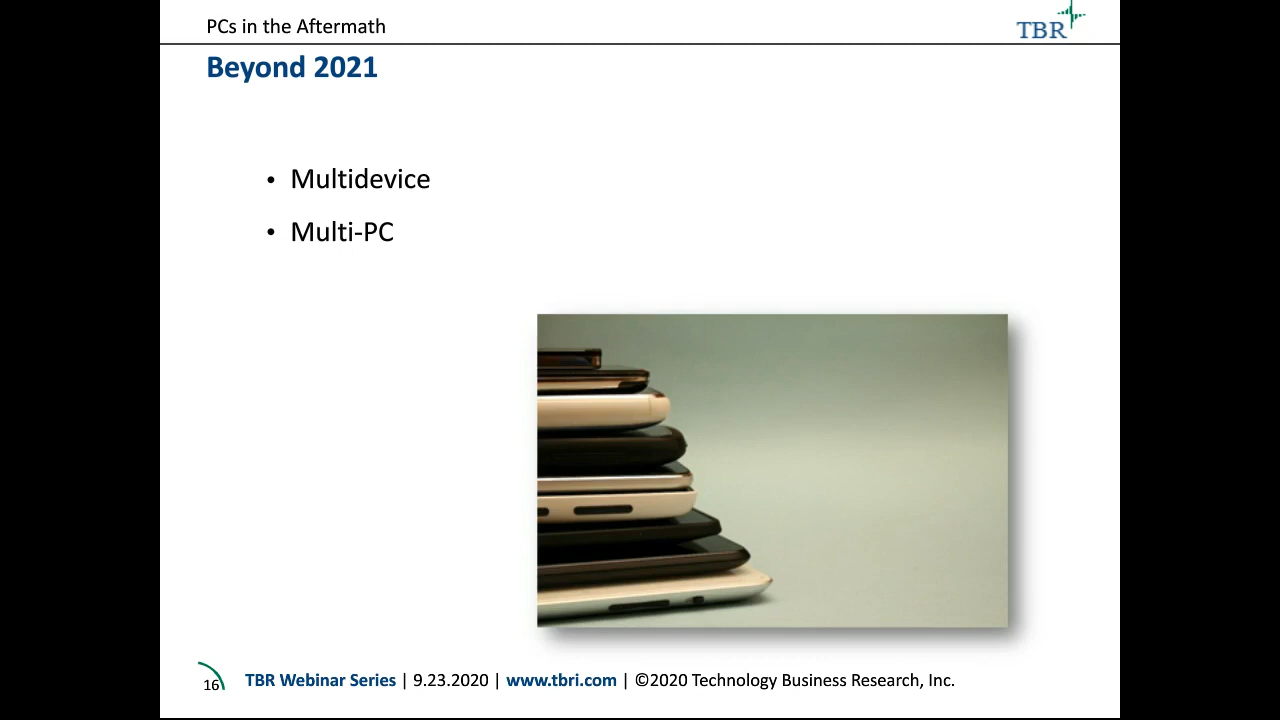 PCs in the Aftermath
TBR
Beyond 2021
• Multidevice
• Multi-PC
16
TBR Webinar Series | 9.23.2020 | www.tbri.com | ©2020 Technology Business Research, Inc.